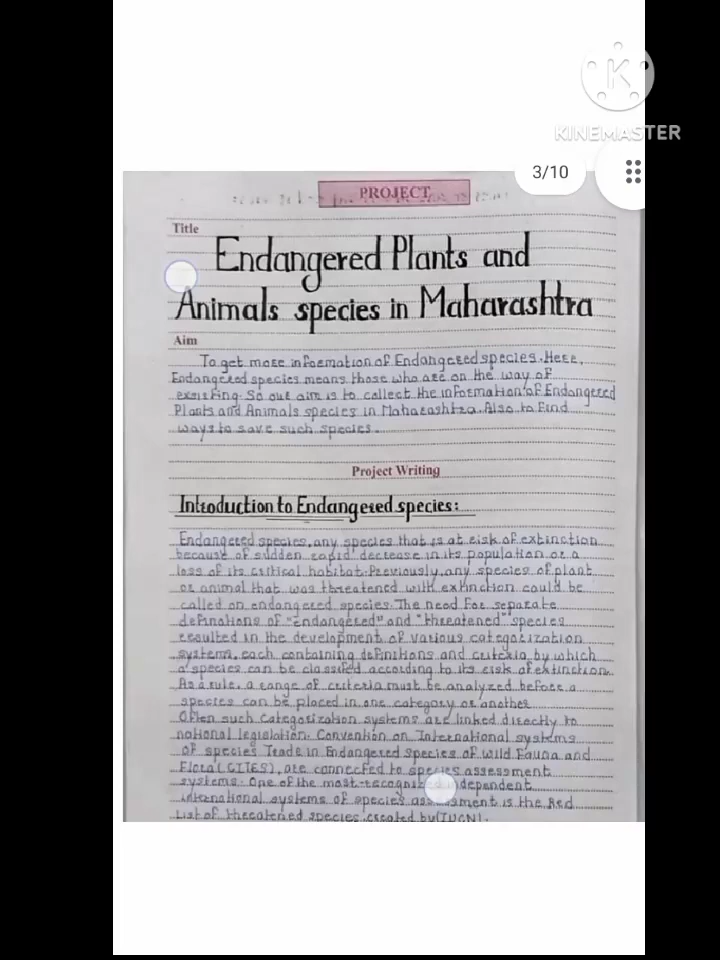 KINEMASTER
3/10
PROJECT
Title
Endangered Plants and
Animals species in Maharashtra
Aim
To get more information of Endangered species. Here,
Endangered species means those who are on the way of
exsisting. So our aim is to collect the information of Endangered
Plants and Animals species in Maharashtra. Also to find
ways to save such species.
Project Writing
Introduction to Endangered species:
Endangered species, any species that is at risk of extinction
because of sudden rapid decrease in its population or a
loss of its critical habitat. Previously, any species of plant
or animal that was threatened with extinction could be
called an endangered species. The need for separate
definations of "endangered" and "threatened" species
resulted in the development of various categorization
systems, each containing definitions and criteria by which
a species can be classified according to its risk of extinction.
As a rule, a range of criteria must be analyzed before a
species can be placed in one category or another.
Often such categorization systems are linked directly to
national legislation. Convention on International systems
of species Trade in Endangered Species of wild Fauna and
Flora (CITES), are connected to species assessment
systems. One of the most-recognized independent
international systems of species assessment is the Red
List of threatened species, created by (IUCN).